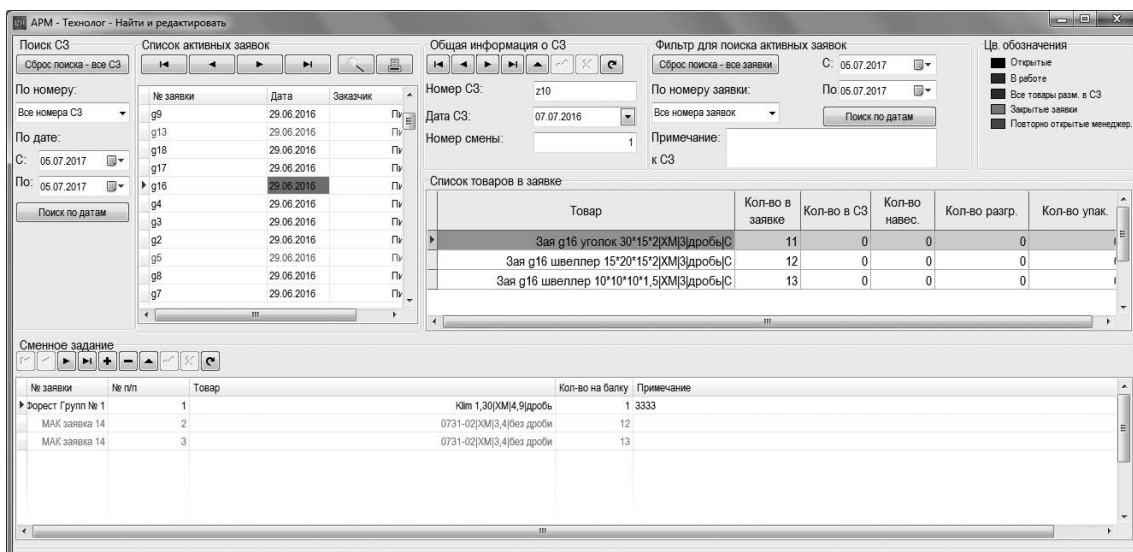 АРМ - Технолог - Найти и редактировать
Поиск СЗ
Сброс поиска - все СЗ
По номеру:
Все номера СЗ
По дате:
С: 05.07.2017
По: 05.07.2017
Поиск по датам
Список активных заявок
№ заявки Дата Заказчик
g9 29.06.2016
g13 29.06.2016
g18 29.06.2016
g17 29.06.2016
g16 29.06.2016
g4 29.06.2016
g3 29.06.2016
g2 29.06.2016
g5 29.06.2016
g8 29.06.2016
g7 29.06.2016
Общая информация о СЗ
Номер СЗ: z10
Дата СЗ: 07.07.2016
Номер смены: 1
Фильтр для поиска активных заявок
Сброс поиска - все заявки
По номеру заявки:
Все номера заявок
С: 05.07.2017
По: 05.07.2017
Поиск по датам
Примечание:
к СЗ
Цв. обозначения
Открытые
В работе
Все товары разм. в СЗ
Закрытые заявки
Повторно открытые менеджер.
Список товаров в заявке
Товар Кол-во в заявке Кол-во в СЗ Кол-во навес. Кол-во разгр. Кол-во упак.
Зая g16 уголок 30*15*2|ХМ|3|дробь|С 11 0 0 0
Зая g16 швеллер 15*20*15*2|ХМ|3|дробь|С 12 0 0 0
Зая g16 швеллер 10*10*10*1,5|ХМ|3|дробь|С 13 0 0 0
Сменное задание
№ заявки № п/п Товар Кол-во на балку Примечание
Форест Групп № 1 1 Klim 1,30|ХМ|4,9|дробь 1 3333
МАК заявка 14 2 0731-02|ХМ|3,4|без дроби 12
МАК заявка 14 3 0731-02|ХМ|3,4|без дроби 13